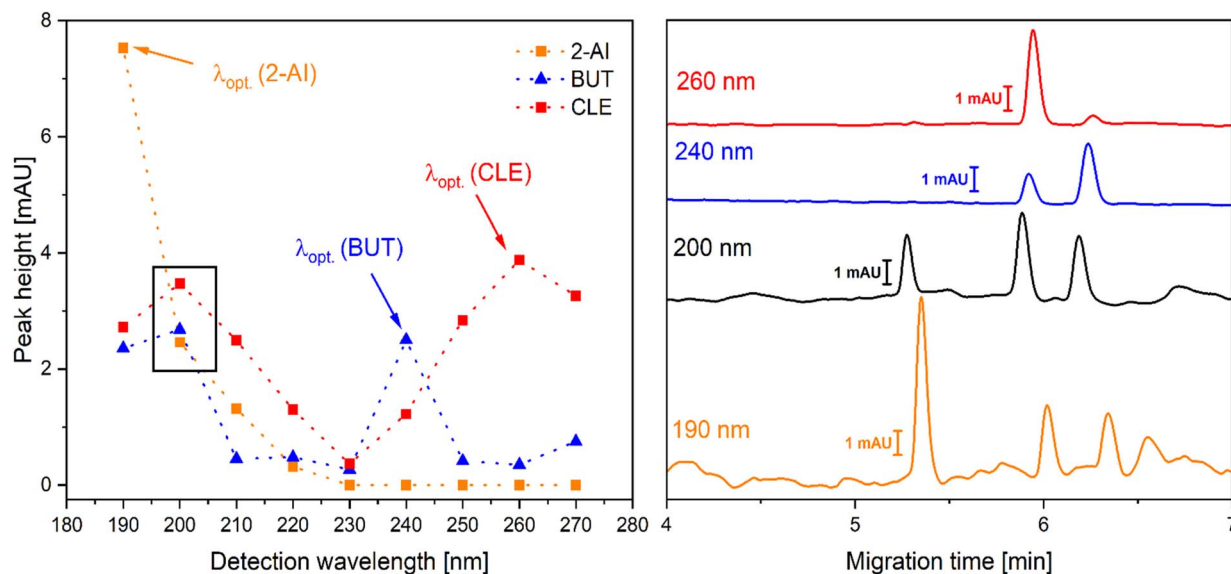 8
6
4
2
0
Peak height [mAU]
180 190 200 210 220 230 240 250 260 270 280
Detection wavelength [nm]
2-AI
BUT
CLE
λopt. (2-AI)
λopt. (CLE)
λopt. (BUT)
260 nm
1 mAU
240 nm
1 mAU
200 nm
1 mAU
190 nm
1 mAU
4 5 6 7
Migration time [min]